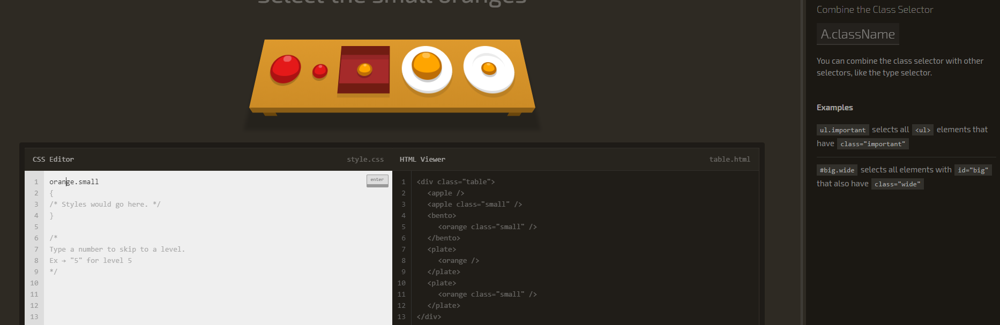 Select the small oranges
Combine the Class Selector
A.className
You can combine the class selector with other
selectors, like the type selector.
Examples
ul.important selects all <ul> elements that
have class="important"
#big.wide selects all elements with id="big"
that also have class="wide"
CSS Editor style.css
1 orange.small
enter
2 {
3 /* Styles would go here. */
4 }
5
6 /*
7 Type a number to skip to a level.
8 Ex → "5" for level 5
9 */
10
11
12
13
HTML Viewer table.html
1 <div class="table">
2 <apple />
3 <apple class="small" />
4 <bento>
5 <orange class="small" />
6 </bento>
7 <plate>
8 <orange />
9 </plate>
10 <plate>
11 <orange class="small" />
12 </plate>
13 </div>